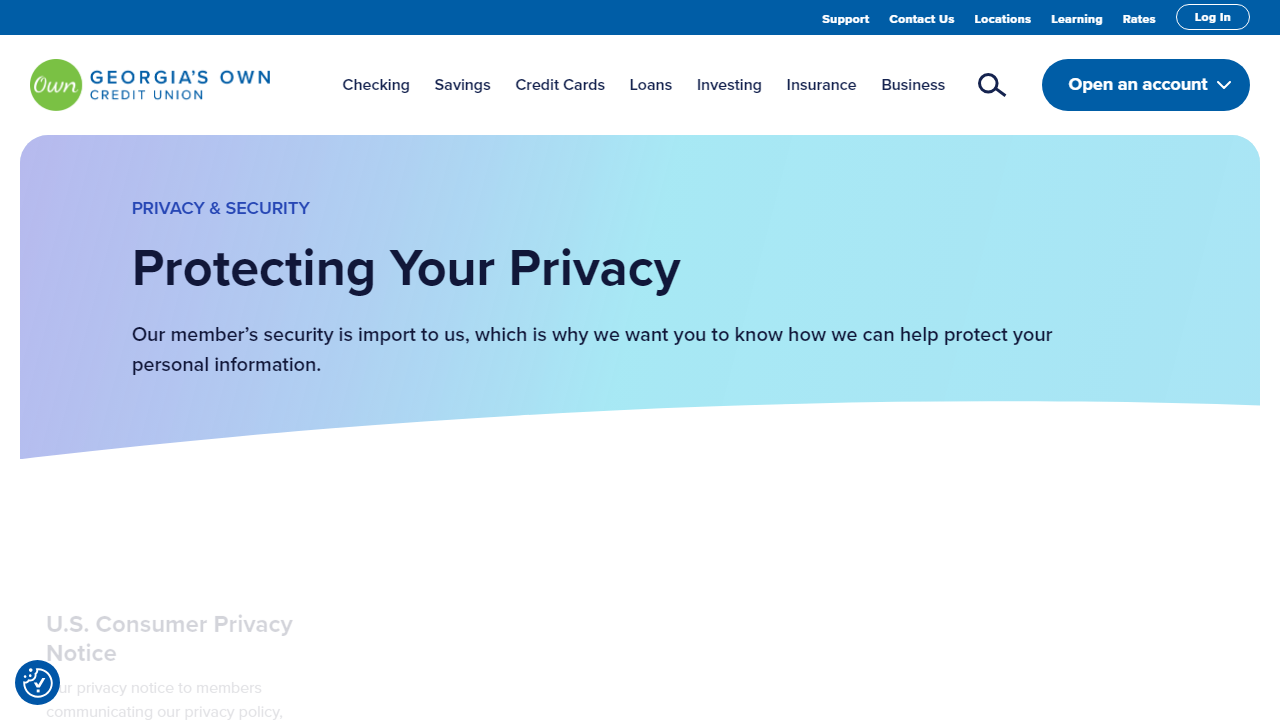 Support Contact Us Locations Learning Rates Log In
Own GEORGIA'S OWN
CREDIT UNION
Checking Savings Credit Cards Loans Investing Insurance Business Open an account
PRIVACY & SECURITY
Protecting Your Privacy
Our member’s security is import to us, which is why we want you to know how we can help protect your
personal information.
U.S. Consumer Privacy
Notice
privacy notice to members
communicating our privacy policy,